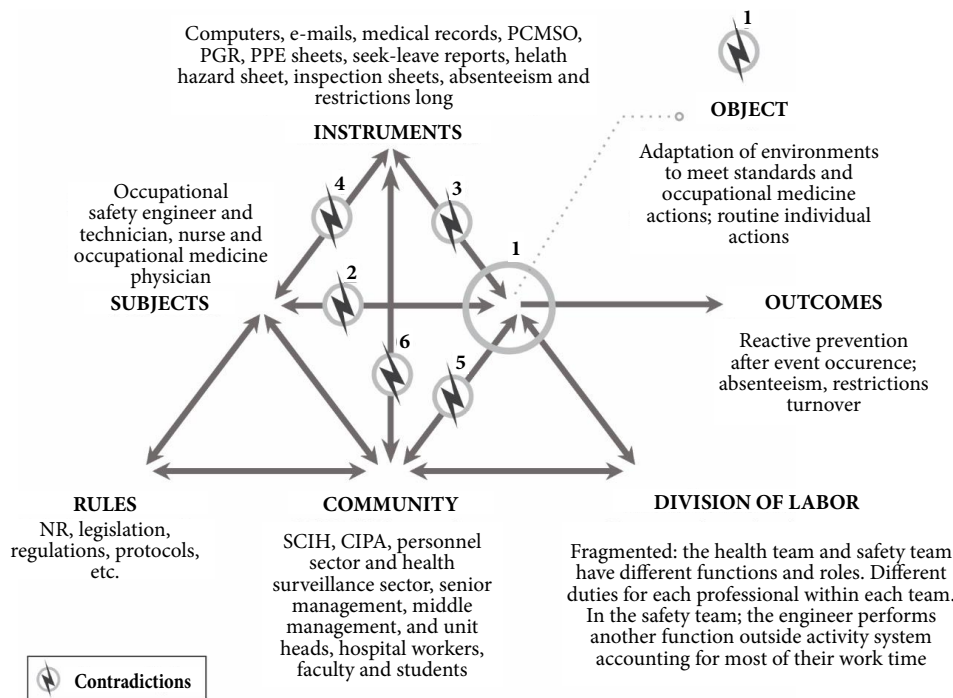 Computers, e-mails, medical records, PCMSO,
PGR, PPE sheets, seek-leave reports, helath
hazard sheet, inspection sheets, absenteeism and
restrictions long
INSTRUMENTS
1
OBJECT
Adaptation of environments
to meet standards and
occupational medicine
actions; routine individual
actions
Occupational
safety engineer and
technician, nurse and
occupational medicine
physician
SUBJECTS
4
3
2
1
6
5
OUTCOMES
Reactive prevention
after event occurence;
absenteeism, restrictions
turnover
RULES
NR, legislation,
regulations, protocols,
etc.
COMMUNITY
SCIH, CIPA, personnel
sector and health
surveillance sector, senior
management, middle
management, and unit
heads, hospital workers,
faculty and students
DIVISION OF LABOR
Fragmented: the health team and safety team
have different functions and roles. Different
duties for each professional within each team.
In the safety team; the engineer performs
another function outside activity system
accounting for most of their work time
Contradictions